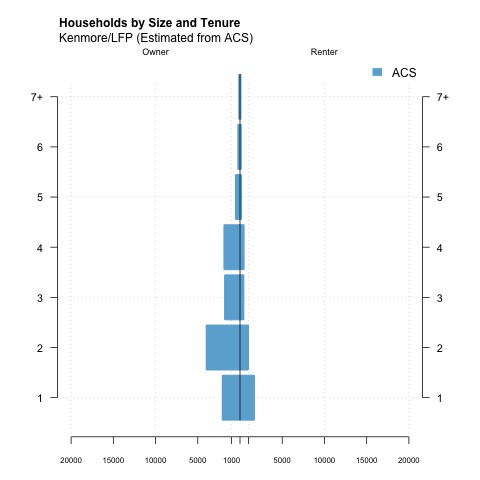 Households by Size and Tenure
Kenmore/LFP (Estimated from ACS)
Owner Renter
ACS
7+ 7+
6 6
5 5
4 4
3 3
2 2
1 1
20000 15000 10000 5000 1000 5000 10000 15000 20000